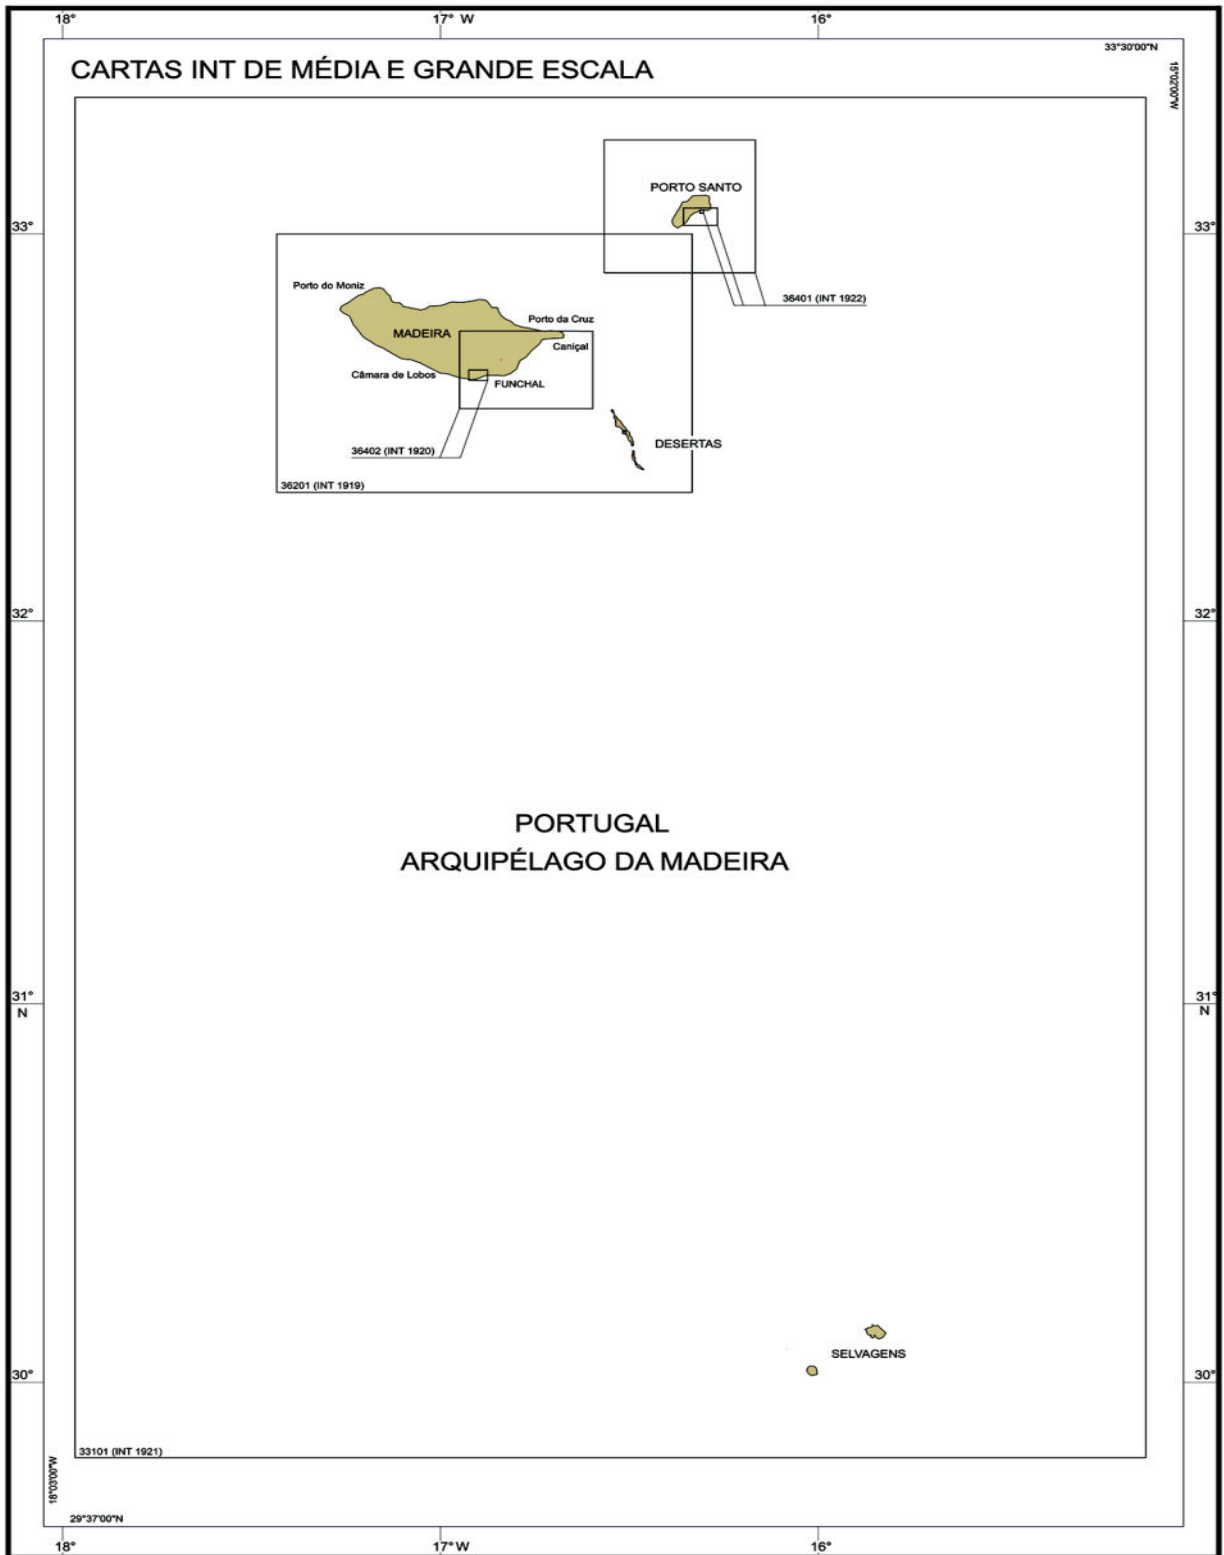 18°
17° W
16°
33°30'00"N
15°02'00"W
CARTAS INT DE MÉDIA E GRANDE ESCALA
PORTO SANTO
33°
33°
Porto do Moniz
36401 (INT 1922)
Porto da Cruz
MADEIRA
Caniçal
Câmara de Lobos
FUNCHAL
DESERTAS
36402 (INT 1920)
36201 (INT 1919)
32°
32°
PORTUGAL
ARQUIPÉLAGO DA MADEIRA
31°
N
31°
N
SELVAGENS
30°
30°
33101 (INT 1921)
18°03'00"W
29°37'00"N
18°
17° W
16°